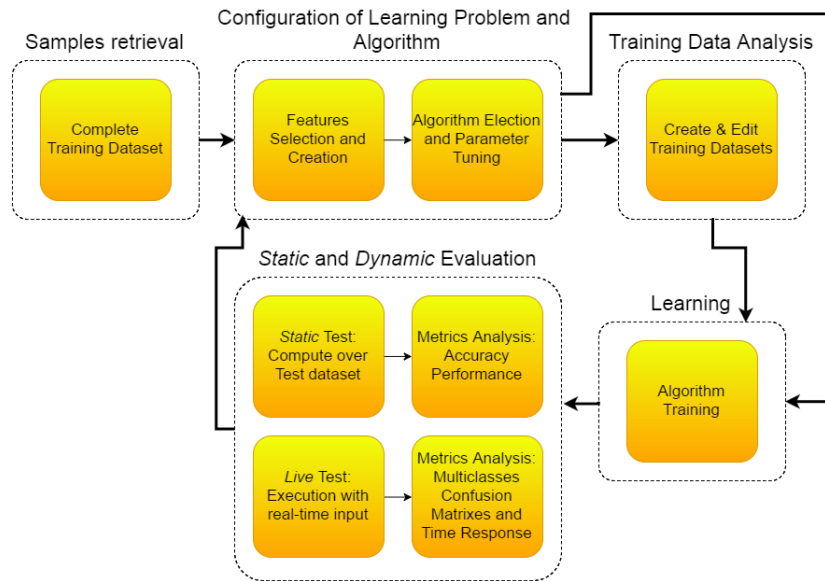 Samples retrieval
Complete
Training Dataset
Configuration of Learning Problem and
Algorithm
Features
Selection and
Creation
Algorithm Election
and Parameter
Tuning
Training Data Analysis
Create & Edit
Training Datasets
Learning
Algorithm
Training
Static and Dynamic Evaluation
Static Test:
Compute over
Test dataset
Metrics Analysis:
Accuracy
Performance
Live Test:
Execution with
real-time input
Metrics Analysis:
Multiclasses
Confusion
Matrixes and
Time Response